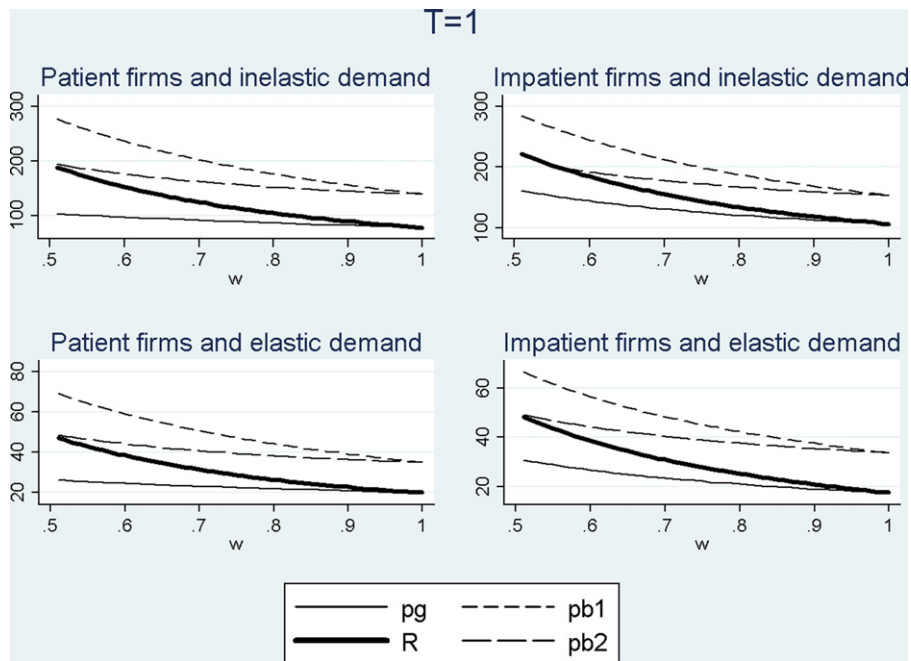 T=1
Patient firms and inelastic demand
300
200
100
.5 .6 .7 .8 .9 1
w
Impatient firms and inelastic demand
300
200
100
.5 .6 .7 .8 .9 1
w
Patient firms and elastic demand
80
60
40
20
.5 .6 .7 .8 .9 1
w
Impatient firms and elastic demand
60
40
20
.5 .6 .7 .8 .9 1
w
pg pb1
R pb2